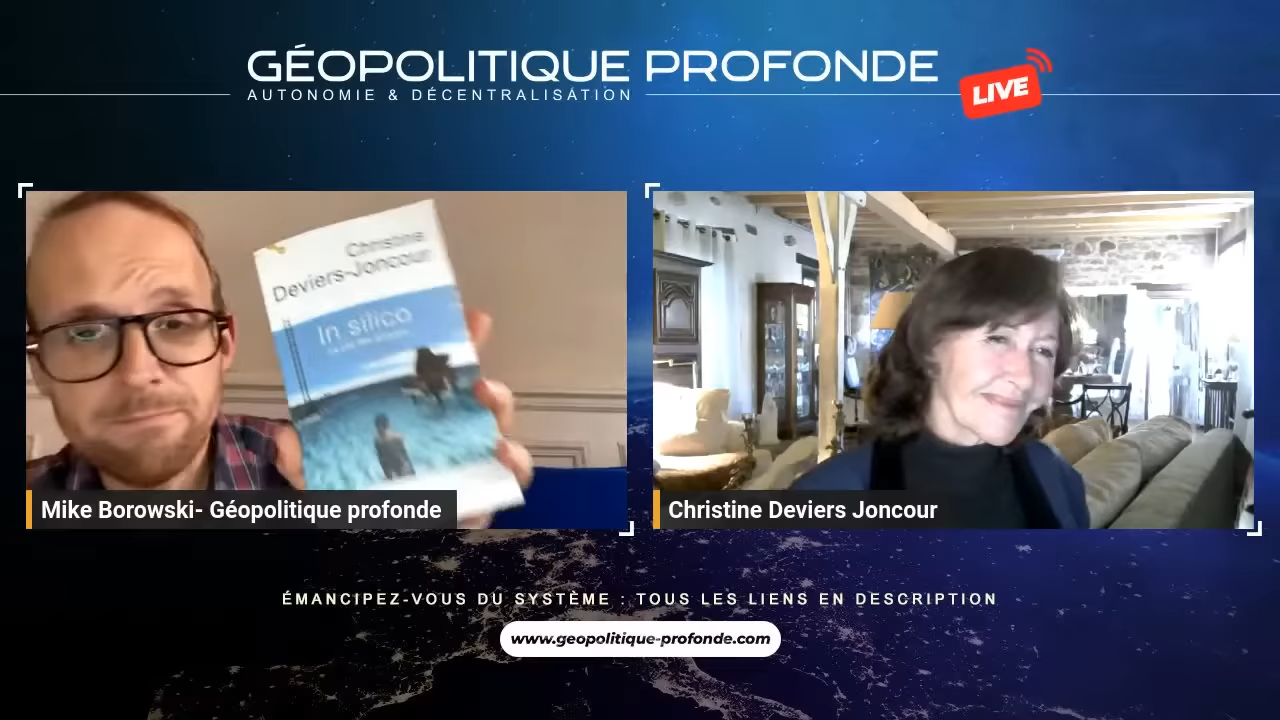 GÉOPOLITIQUE PROFONDE
AUTONOMIE & DÉCENTRALISATION
LIVE
Christine
Deviers-Joncour
In silico
Mike Borowski- Géopolitique profonde
Christine Deviers Joncour
ÉMANCIPEZ-VOUS DU SYSTÈME : TOUS LES LIENS EN DESCRIPTION
www.geopolitique-profonde.com